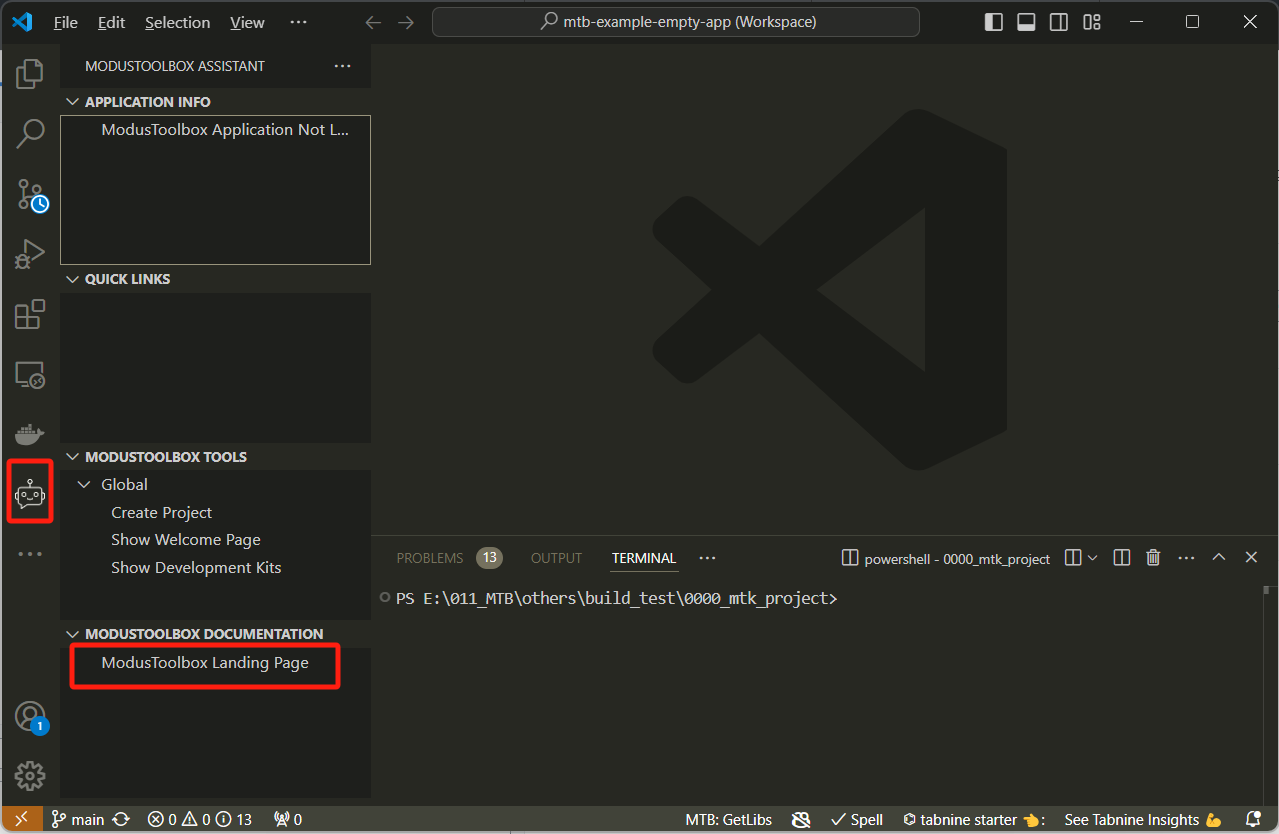 File Edit Selection View ··· mtb-example-empty-app (Workspace)
MODUSTOOLBOX ASSISTANT
APPLICATION INFO
ModusToolbox Application Not L...
QUICK LINKS
MODUSTOOLBOX TOOLS
Global
Create Project
Show Welcome Page
Show Development Kits
MODUSTOOLBOX DOCUMENTATION
ModusToolbox Landing Page
1
PROBLEMS 13 OUTPUT TERMINAL ··· powershell - 0000_mtk_project
PS E:\011_MTB\others\build_test\0000_mtk_project>
main 0 0 13 0 MTB: GetLibs Spell tabnine starter 👈: See Tabnine Insights 💪